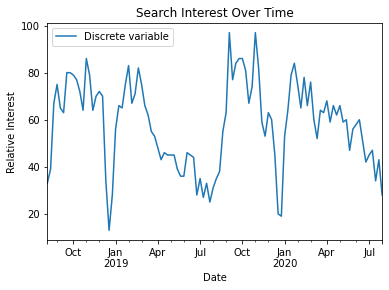 Search Interest Over Time
Discrete variable
Relative Interest
100
80
60
40
20
Oct
Jan
2019
Apr
Jul
Oct
Jan
2020
Apr
Jul
Date